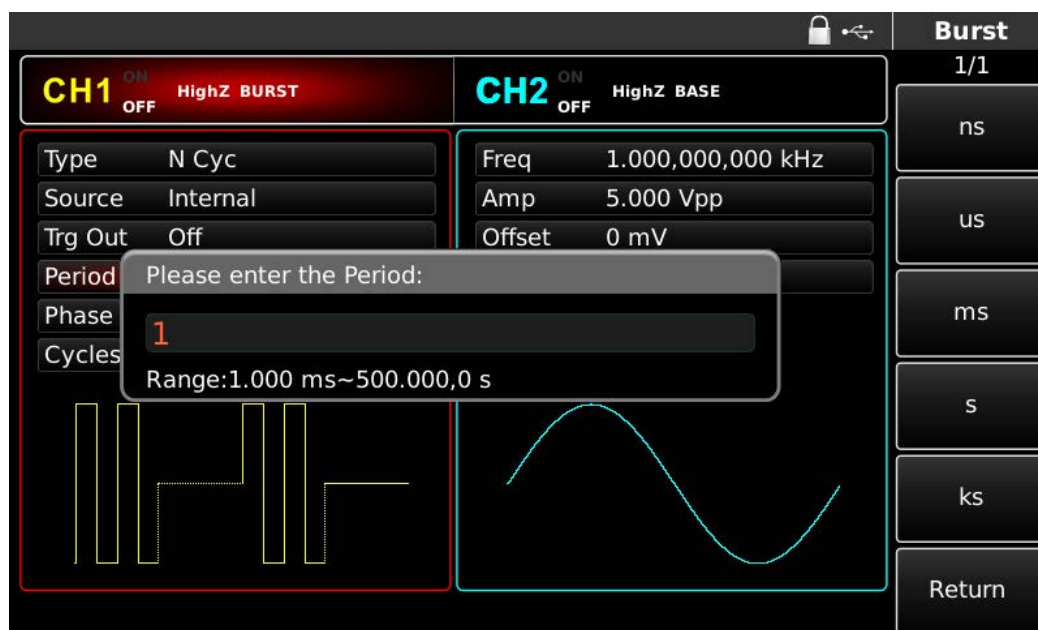 Burst
1/1
CH1 ON OFF HighZ BURST
CH2 ON OFF HighZ BASE
Type N Cyc
Source Internal
Trg Out Off
Period
Phase
Cycles
Freq 1.000,000,000 kHz
Amp 5.000 Vpp
Offset 0 mV
Please enter the Period:
1
Range:1.000 ms~500.000,0 s
ns
us
ms
s
ks
Return